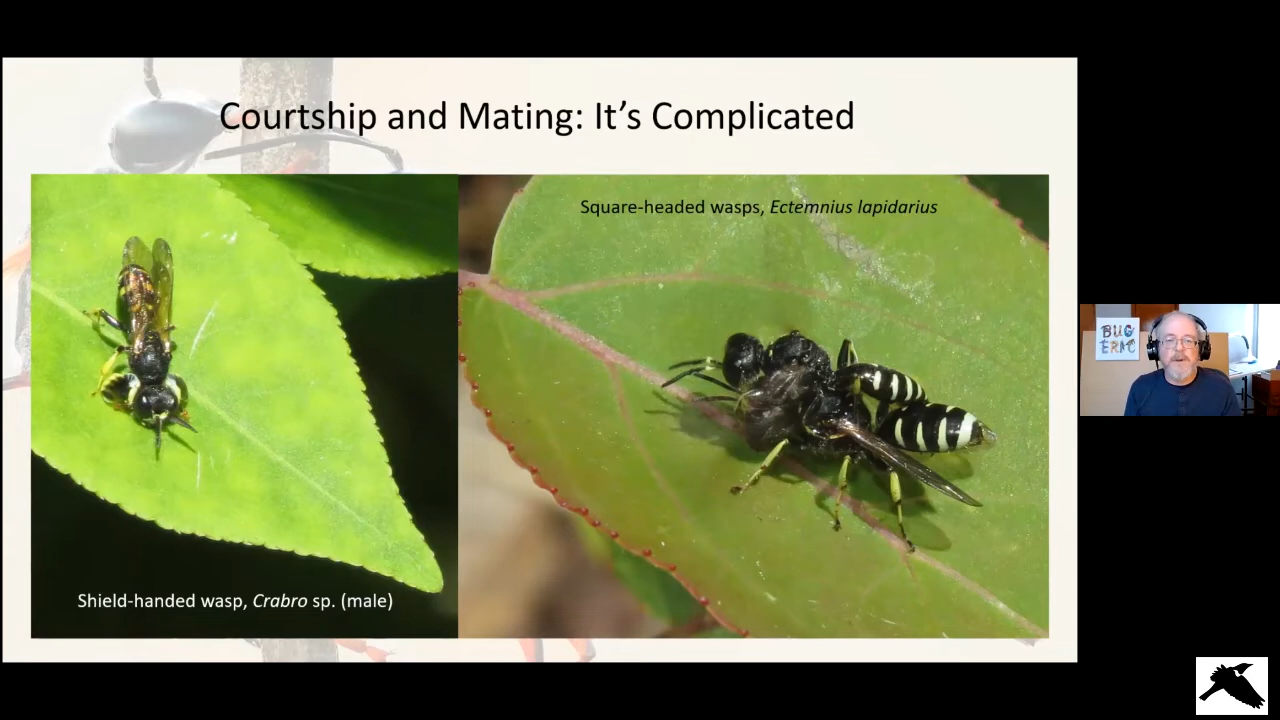 Courtship and Mating: It's Complicated
Square-headed wasps, Ectemnius lapidarius
Shield-handed wasp, Crabro sp. (male)
BUG
ERIC